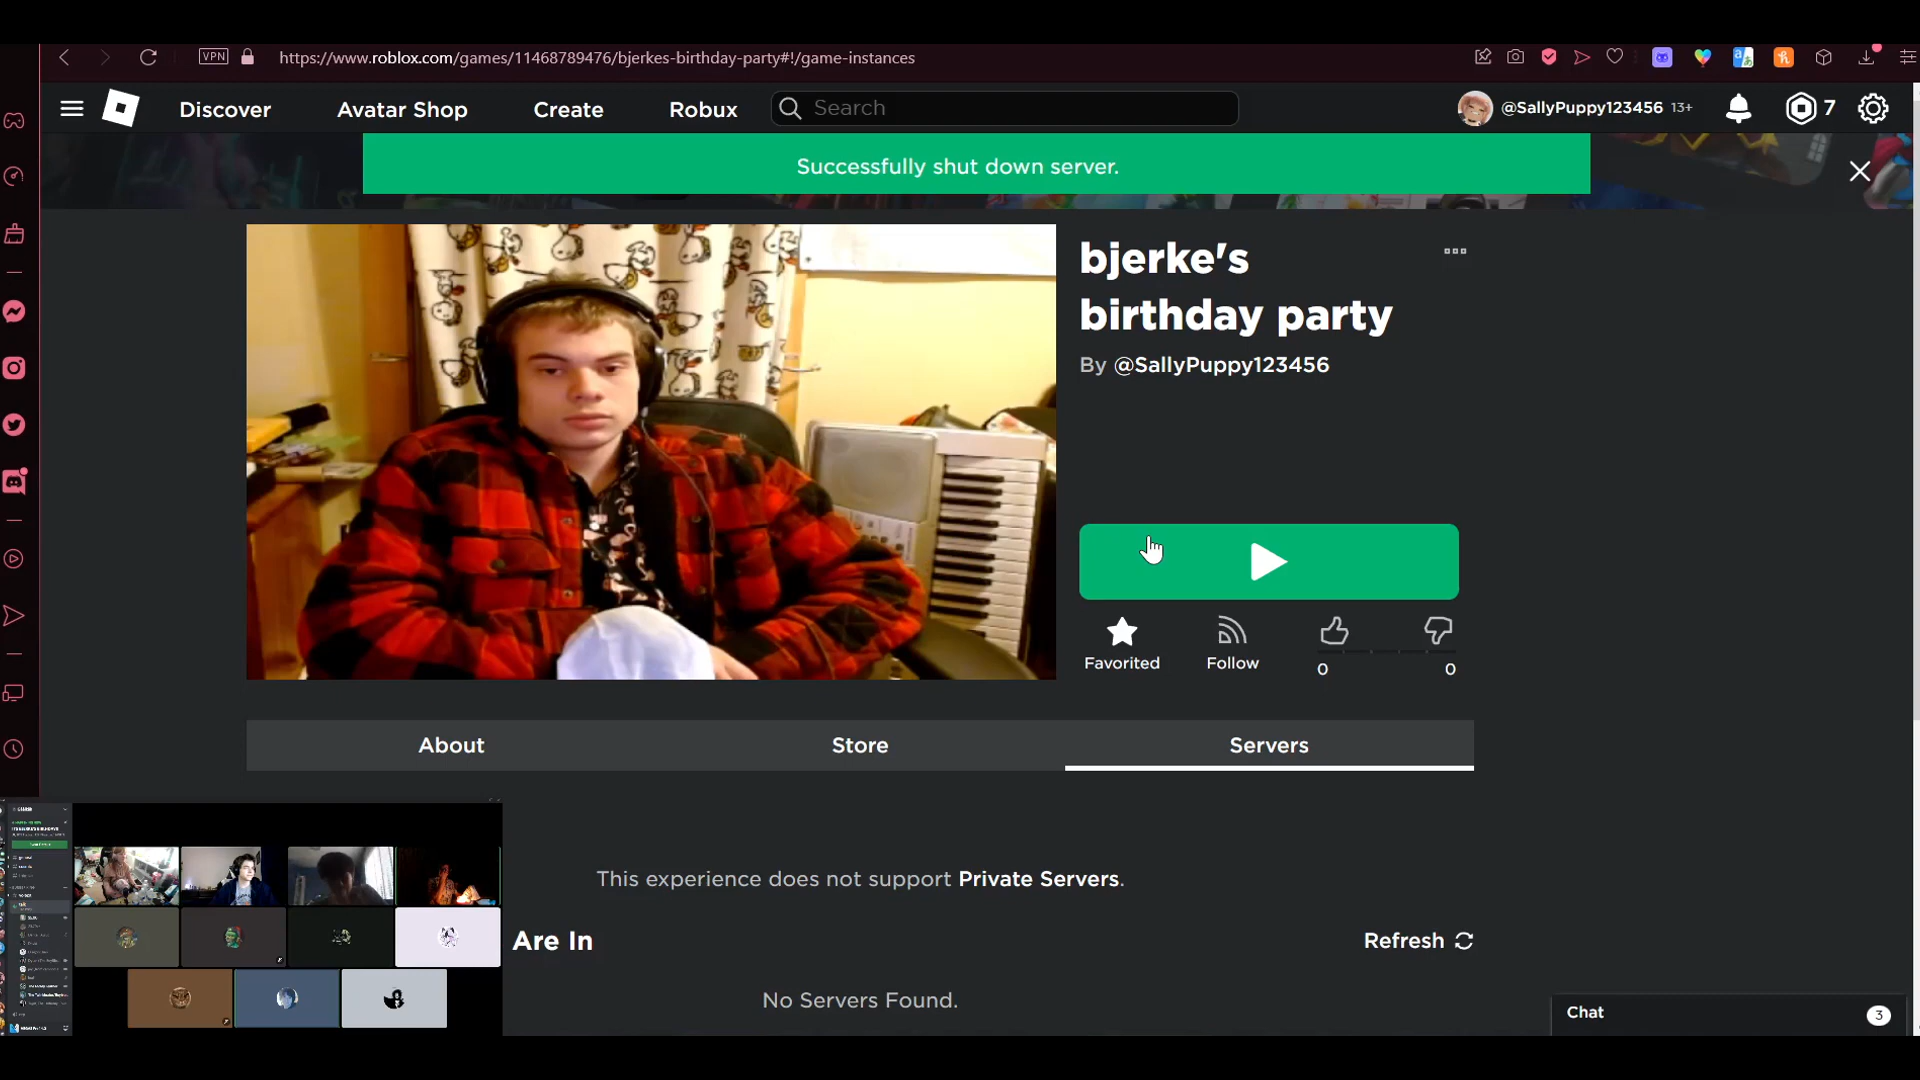 VPN
https://www.roblox.com/games/11468789476/bjerkes-birthday-party#!/game-instances
Discover
Avatar Shop
Create
Robux
Search
@SallyPuppy123456 13+
7
Successfully shut down server.
bjerke's
birthday party
By @SallyPuppy123456
Favorited
Follow
0
0
About
Store
Servers
This experience does not support Private Servers.
Are In
Refresh
No Servers Found.
Chat
3